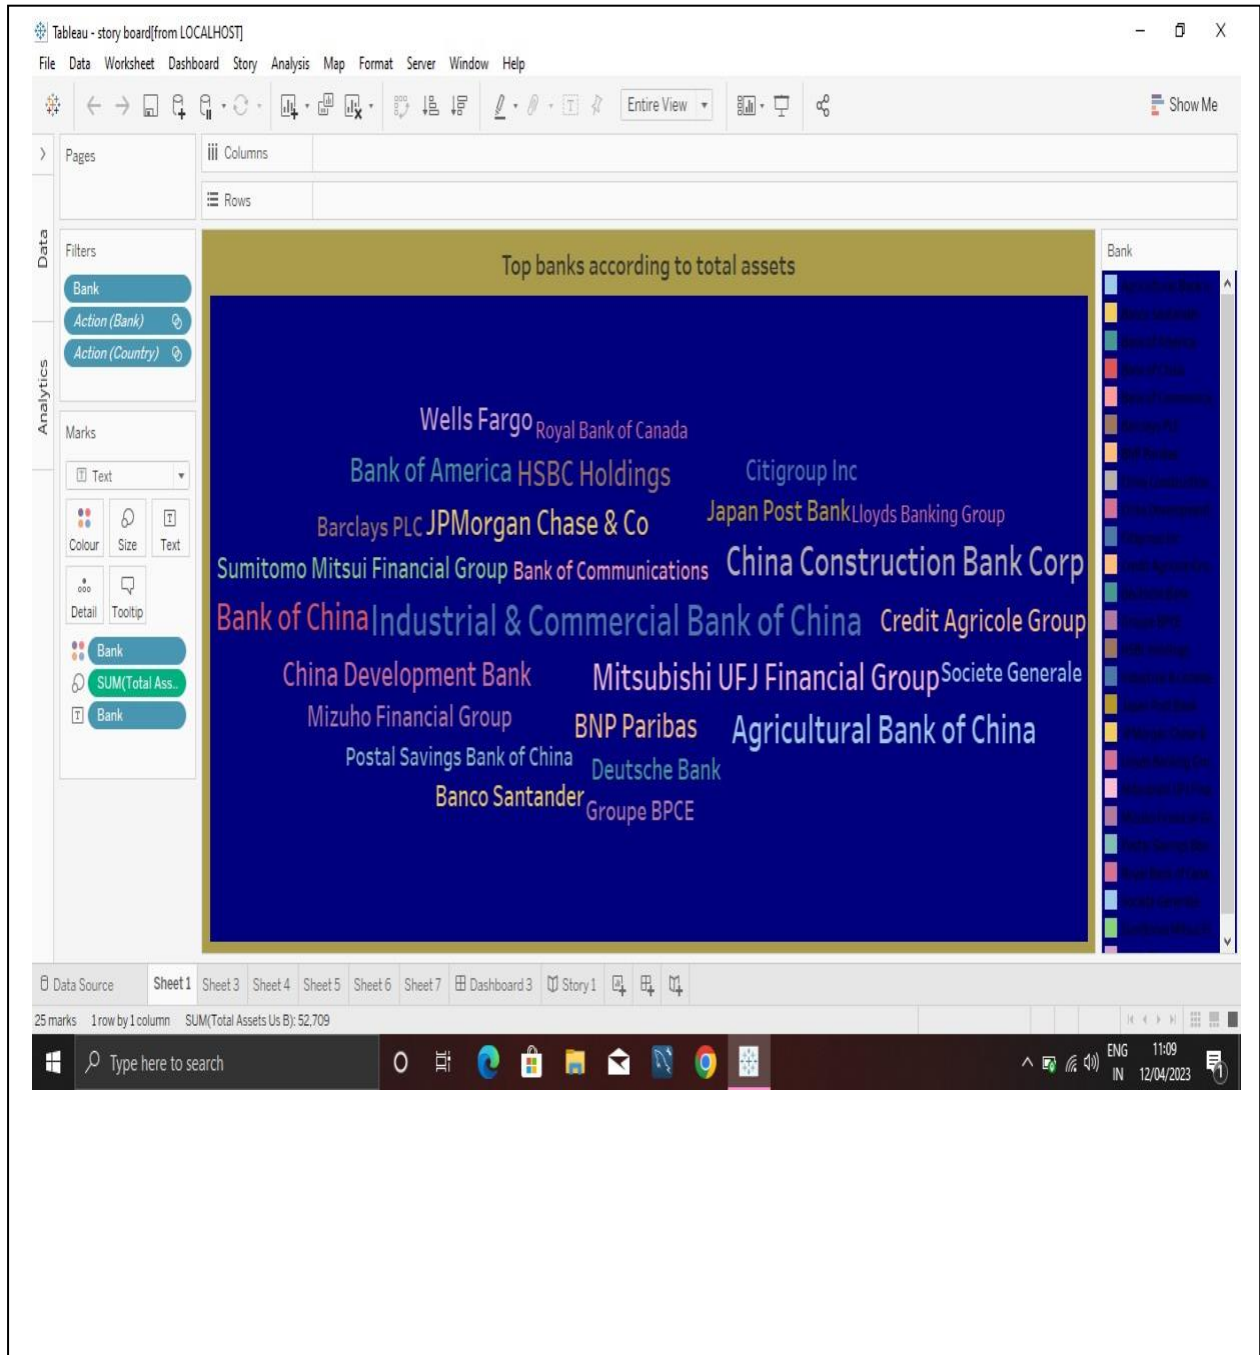 Tableau - story board[from LOCALHOST]
File Data Worksheet Dashboard Story Analysis Map Format Server Window Help
Entire View
Show Me
Pages
Columns
Rows
Data
Analytics
Filters
Bank
Action (Bank)
Action (Country)
Marks
Text
Colour Size Text
Detail Tooltip
Bank
SUM(Total Ass..
Bank
Top banks according to total assets
Wells Fargo Royal Bank of Canada
Bank of America HSBC Holdings Citigroup Inc
Barclays PLC JPMorgan Chase & Co Japan Post Bank Lloyds Banking Group
Sumitomo Mitsui Financial Group Bank of Communications China Construction Bank Corp
Bank of China Industrial & Commercial Bank of China Credit Agricole Group
China Development Bank Mitsubishi UFJ Financial Group Societe Generale
Mizuho Financial Group BNP Paribas Agricultural Bank of China
Postal Savings Bank of China Deutsche Bank
Banco Santander Groupe BPCE
Bank
Data Source Sheet 1 Sheet 3 Sheet 4 Sheet 5 Sheet 6 Sheet 7 Dashboard 3 Story 1
25 marks 1 row by 1 column SUM(Total Assets Us B): 52,709
Type here to search
ENG
IN
11:09
12/04/2023
1